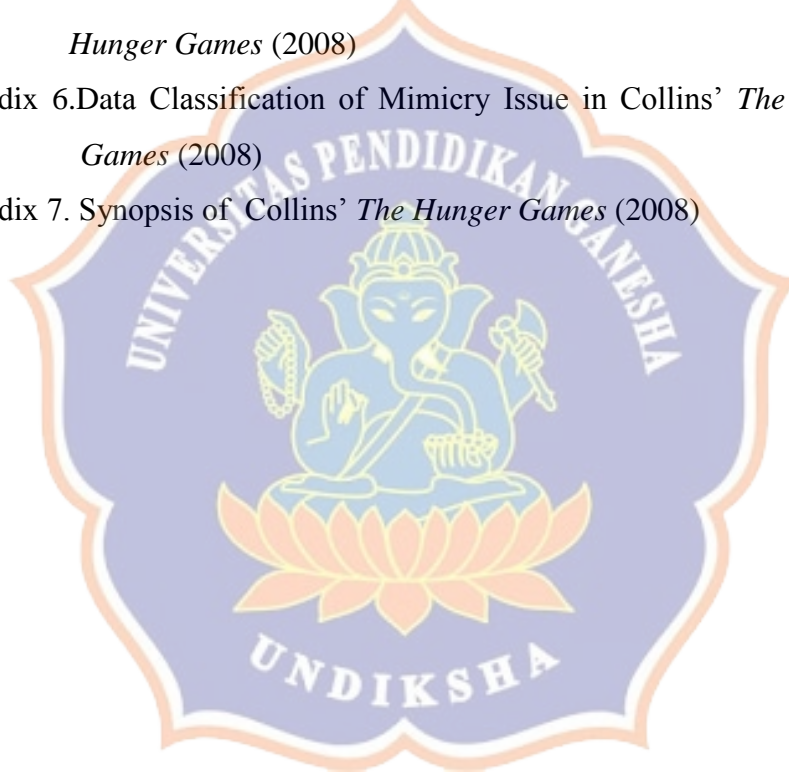 Hunger Games (2008)
dix 6.Data Classification of Mimicry Issue in Collins’ The
Games (2008)
dix 7. Synopsis of Collins’ The Hunger Games (2008)
UNIVERSITAS PENDIDIKAN GANESHA
UNDIKSHA